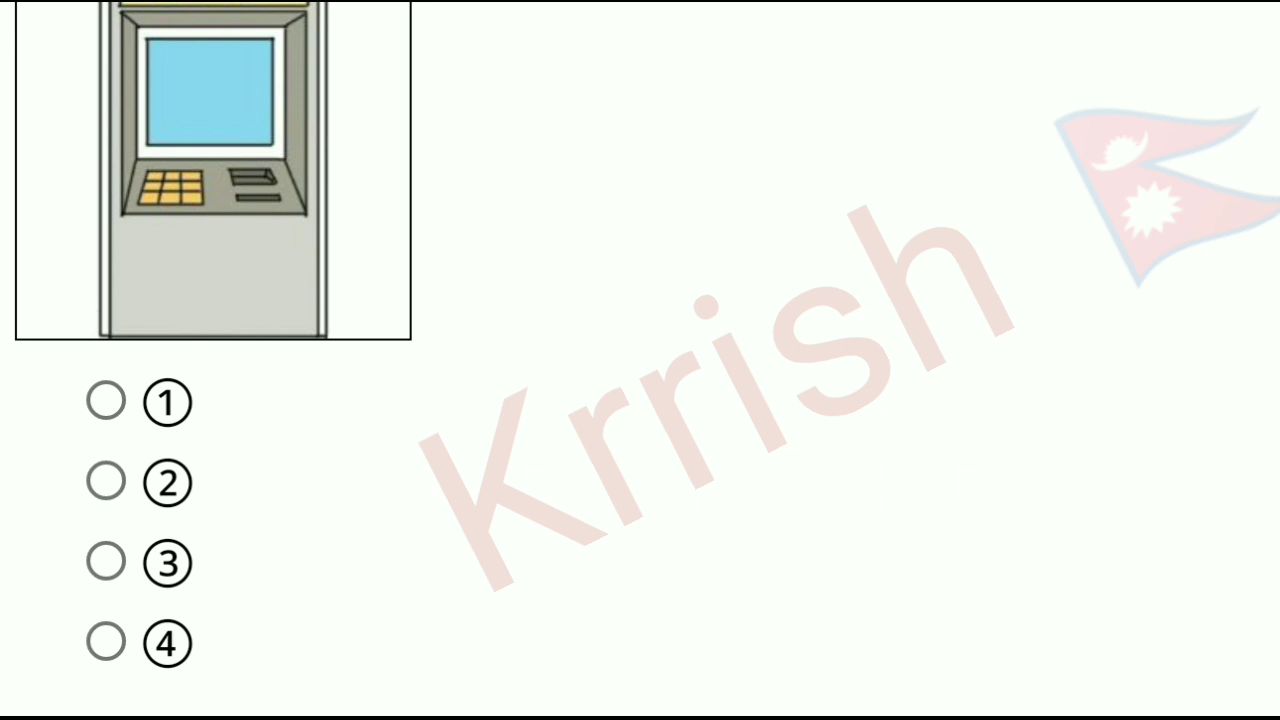 ①
②
③
④
Krrish